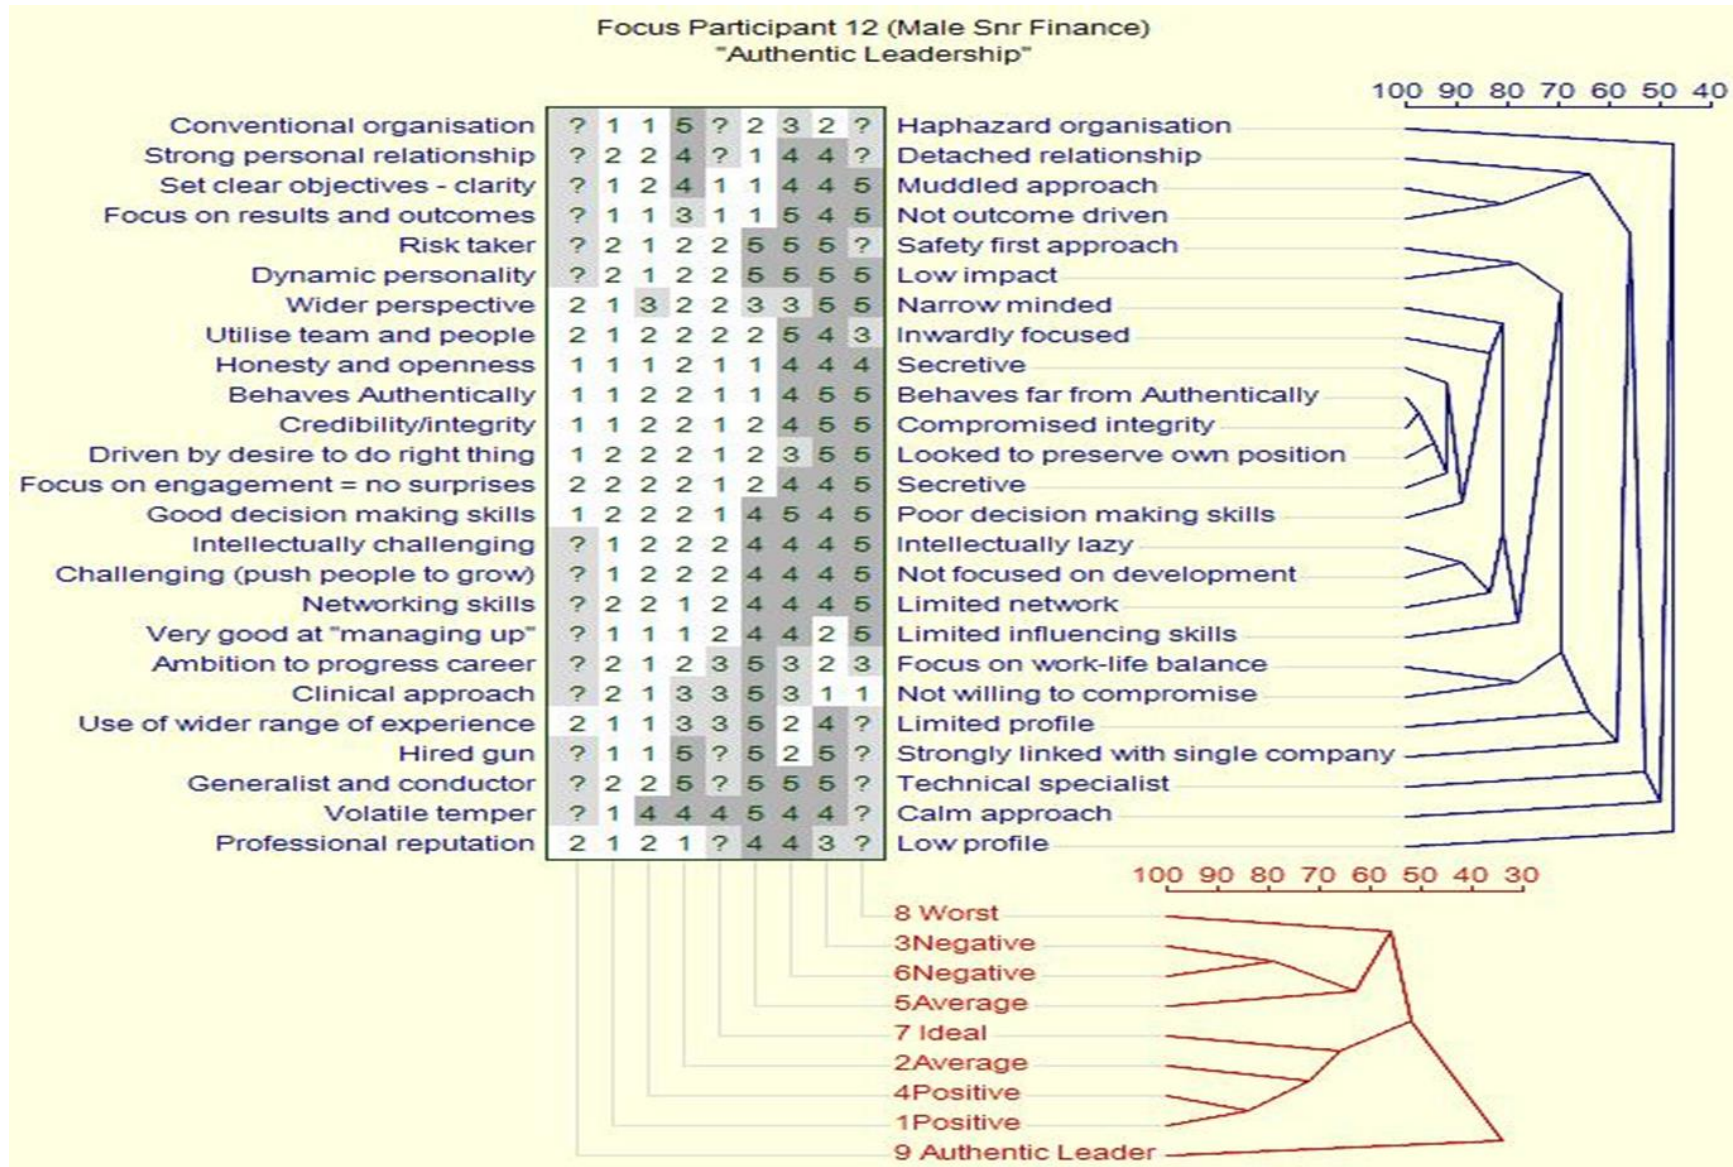 Focus Participant 12 (Male Snr Finance)
"Authentic Leadership"
100 90 80 70 60 50 40
Conventional organisation ? 1 1 5 ? 2 3 2 ? Haphazard organisation
Strong personal relationship ? 2 2 4 ? 1 4 4 ? Detached relationship
Set clear objectives - clarity ? 1 2 4 1 1 4 4 5 Muddled approach
Focus on results and outcomes ? 1 1 3 1 1 5 4 5 Not outcome driven
Risk taker ? 2 1 2 2 5 5 5 ? Safety first approach
Dynamic personality ? 2 1 2 2 5 5 5 5 Low impact
Wider perspective 2 1 3 2 2 3 3 5 5 Narrow minded
Utilise team and people 2 1 2 2 2 2 5 4 3 Inwardly focused
Honesty and openness 1 1 1 2 1 1 4 4 4 Secretive
Behaves Authentically 1 1 2 2 1 1 4 5 5 Behaves far from Authentically
Credibility/integrity 1 1 2 2 1 2 4 5 5 Compromised integrity
Driven by desire to do right thing 1 2 2 2 1 2 3 5 5 Looked to preserve own position
Focus on engagement = no surprises 2 2 2 2 1 2 4 4 5 Secretive
Good decision making skills 1 2 2 2 1 4 5 4 5 Poor decision making skills
Intellectually challenging ? 1 2 2 2 4 4 4 5 Intellectually lazy
Challenging (push people to grow) ? 1 2 2 2 4 4 4 5 Not focused on development
Networking skills ? 2 2 1 2 4 4 4 5 Limited network
Very good at "managing up" ? 1 1 1 2 4 4 2 5 Limited influencing skills
Ambition to progress career ? 2 1 2 3 5 3 2 3 Focus on work-life balance
Clinical approach ? 2 1 3 3 5 3 1 1 Not willing to compromise
Use of wider range of experience 2 1 1 3 3 5 2 4 ? Limited profile
Hired gun ? 1 1 5 ? 5 2 5 ? Strongly linked with single company
Generalist and conductor ? 2 2 5 ? 5 5 5 ? Technical specialist
Volatile temper ? 1 4 4 4 5 4 4 ? Calm approach
Professional reputation 2 1 2 1 ? 4 4 3 ? Low profile
100 90 80 70 60 50 40 30
8 Worst
3Negative
6Negative
5Average
7 Ideal
2Average
4Positive
1Positive
9 Authentic Leader